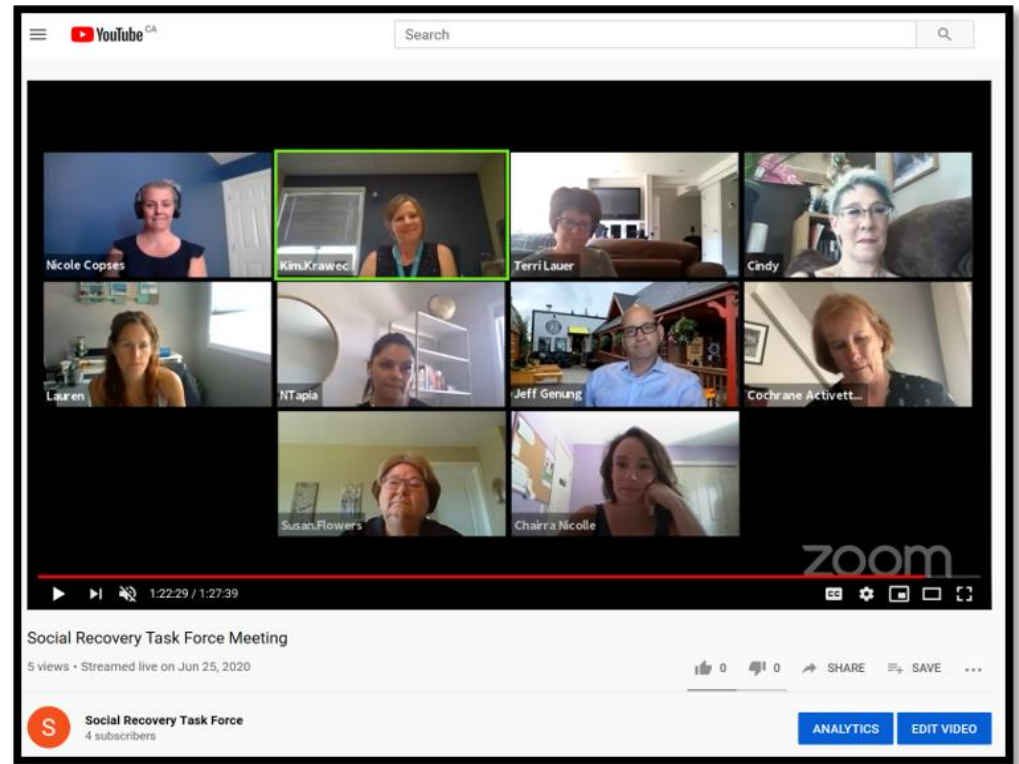 YouTube CA
Search
Nicole Copses
Kim.Krawec
Terri Lauer
Cindy
Lauren
NTapia
Jeff Genung
Cochrane Activett...
Susan.Flowers
Chairra Nicolle
zoom
1:22:29 / 1:27:39
CC
Social Recovery Task Force Meeting
5 views • Streamed live on Jun 25, 2020
0
0
SHARE
SAVE
S
Social Recovery Task Force
4 subscribers
ANALYTICS
EDIT VIDEO